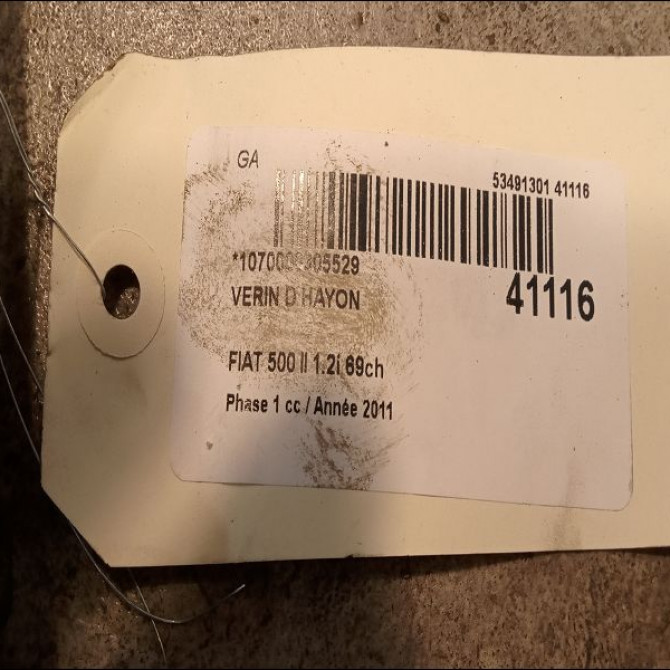 GA
53491301 41116
41116
VERIN D HAYON
FIAT 500 II 1.2i 69ch
Phase 1 cc / Année 2011